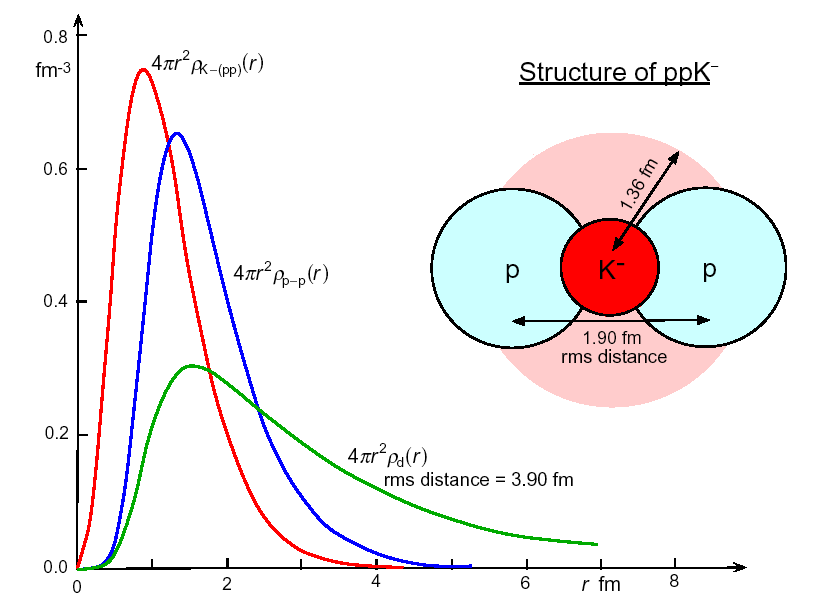 0.8
fm-3
4πr²ρK−(pp)(r)
Structure of ppK⁻
0.6
1.36 fm
4πr²ρp−p(r)
p
K⁻
p
0.4
1.90 fm
rms distance
0.2
4πr²ρd(r)
rms distance = 3.90 fm
0.0
0
2
4
6
r fm
8